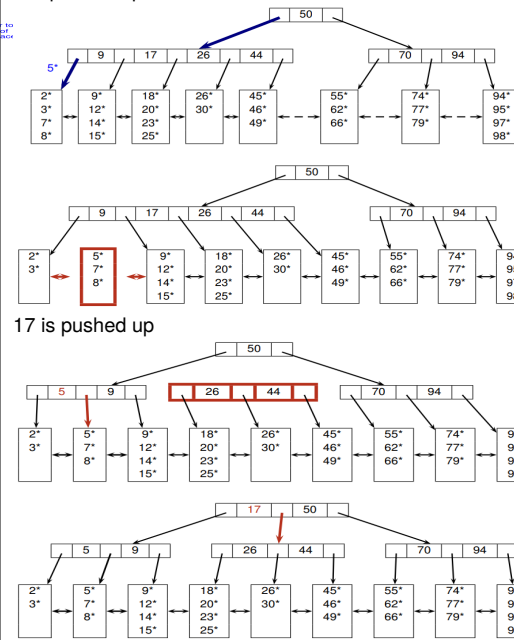 50
r to
of
ace
9 17 26 44
70 94
5*
2* 9* 18* 26* 45* 55* 74* 94*
3* 12* 20* 30* 46* 62* 77* 95*
7* 14* 23* 49* 66* 79* 97*
8* 15* 25* 98*
50
9 17 26 44
70 94
2* 5* 9* 18* 26* 45* 55* 74*
3* 7* 12* 20* 30* 46* 62* 77*
8* 14* 23* 49* 66* 79*
15* 25*
17 is pushed up
50
5 9
26 44
70 94
2* 5* 9* 18* 26* 45* 55* 74*
3* 7* 12* 20* 30* 46* 62* 77*
8* 14* 23* 49* 66* 79*
15* 25*
17 50
5 9
26 44
70 94
2* 5* 9* 18* 26* 45* 55* 74*
3* 7* 12* 20* 30* 46* 62* 77*
8* 14* 23* 49* 66* 79*
15* 25*